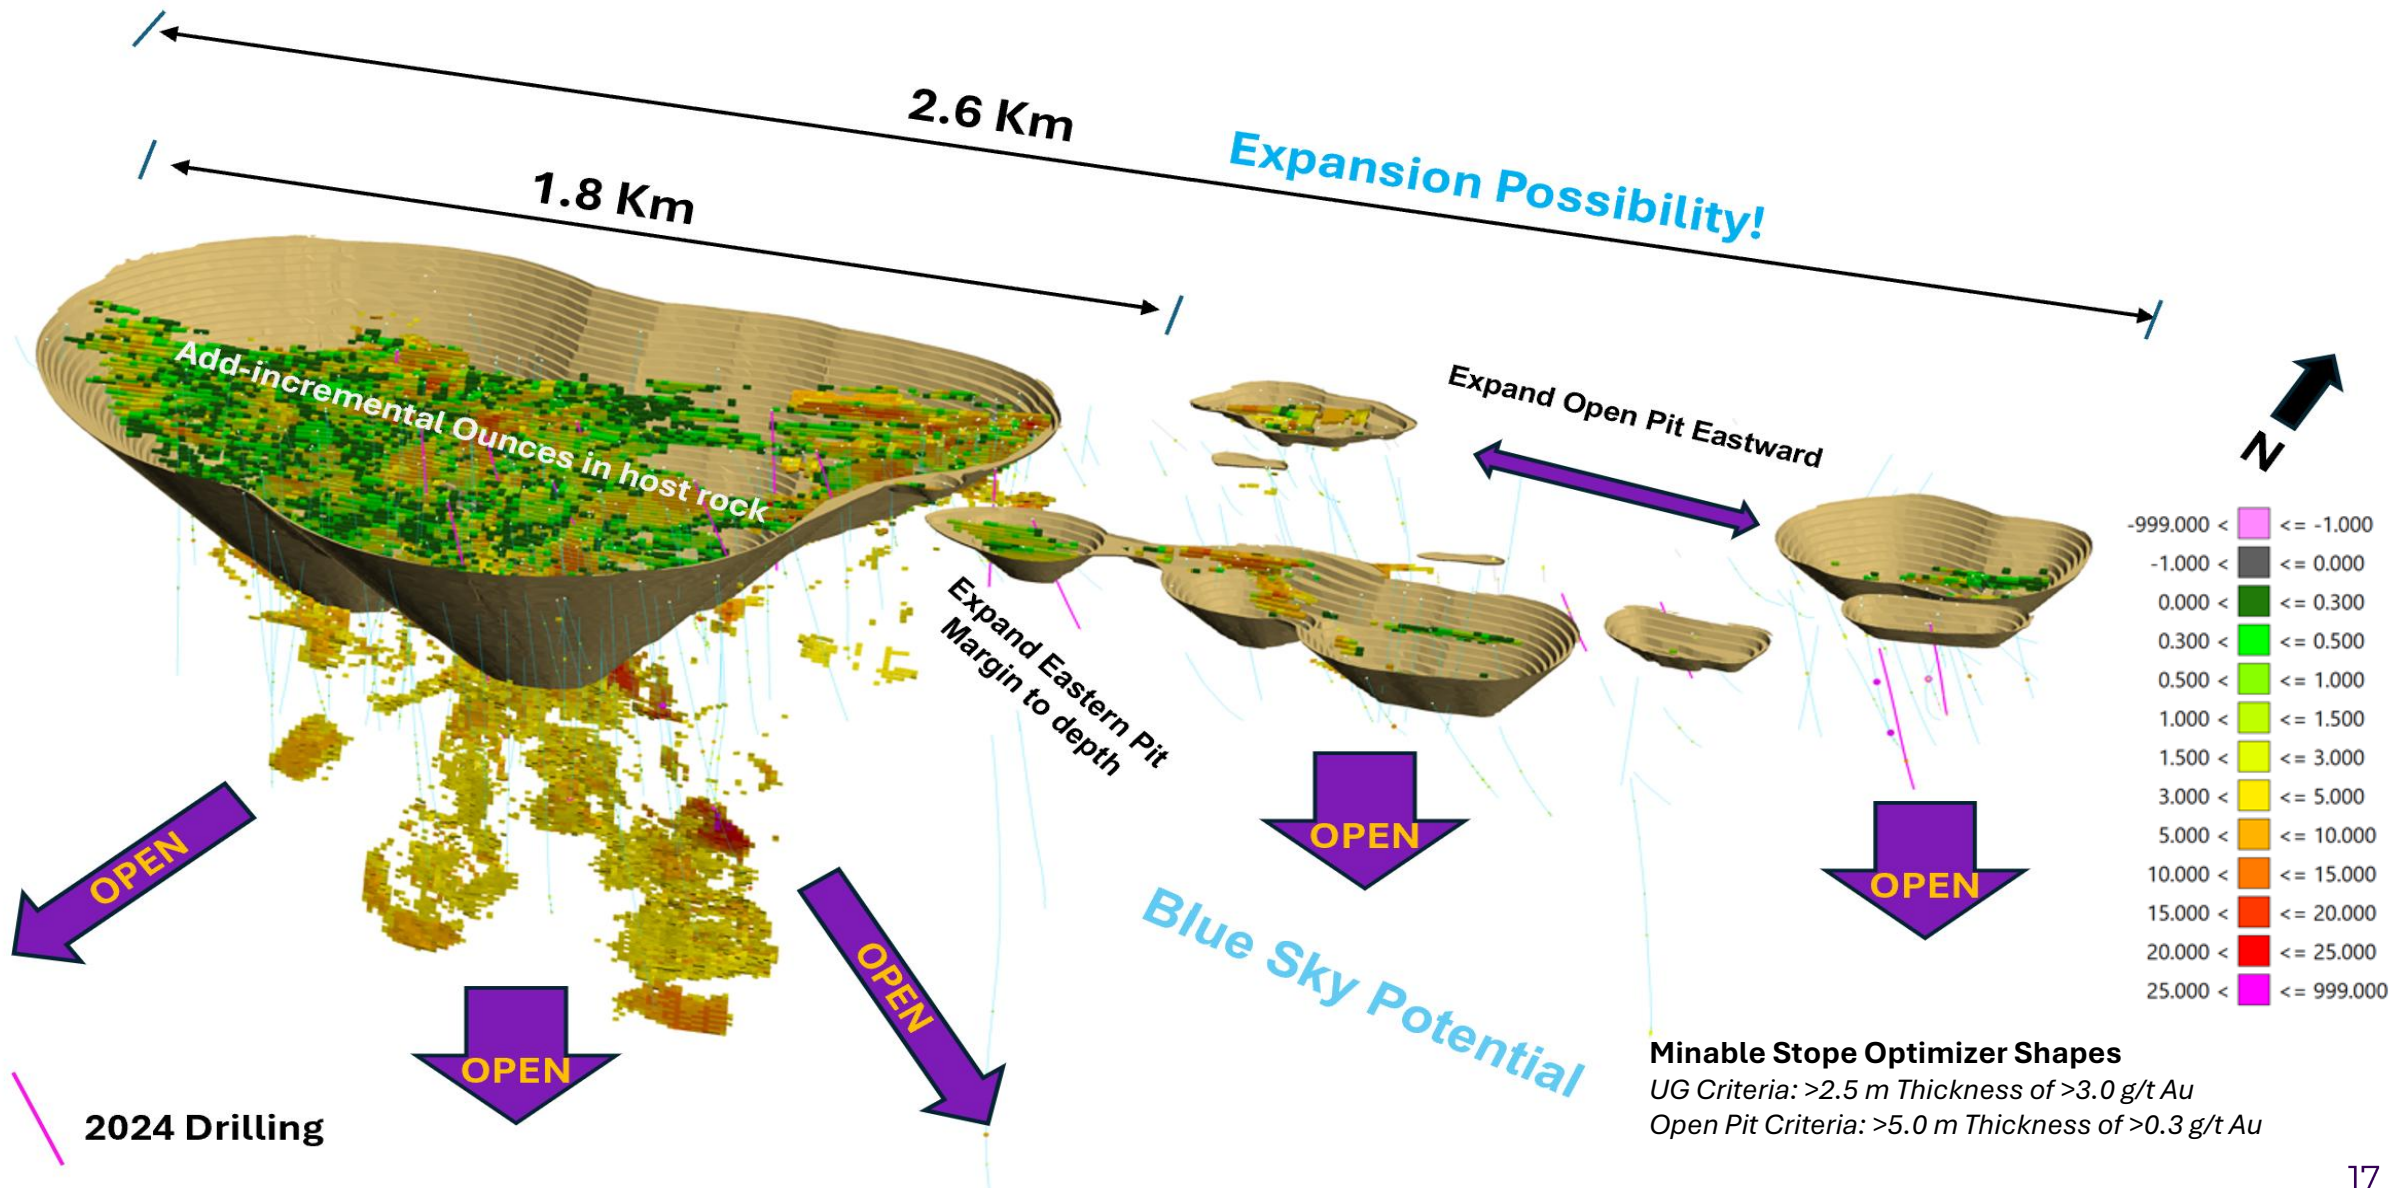 2.6 Km
Expansion Possibility!
1.8 Km
Add-incremental Ounces in host rock
Expand Open Pit Eastward
N
Expand Eastern Pit
Margin to depth
-999.000 < <= -1.000
-1.000 < <= 0.000
0.000 < <= 0.300
0.300 < <= 0.500
0.500 < <= 1.000
1.000 < <= 1.500
1.500 < <= 3.000
3.000 < <= 5.000
5.000 < <= 10.000
10.000 < <= 15.000
15.000 < <= 20.000
20.000 < <= 25.000
25.000 < <= 999.000
OPEN
OPEN
OPEN
OPEN
OPEN
Blue Sky Potential
Minable Stope Optimizer Shapes
UG Criteria: >2.5 m Thickness of >3.0 g/t Au
Open Pit Criteria: >5.0 m Thickness of >0.3 g/t Au
2024 Drilling
17